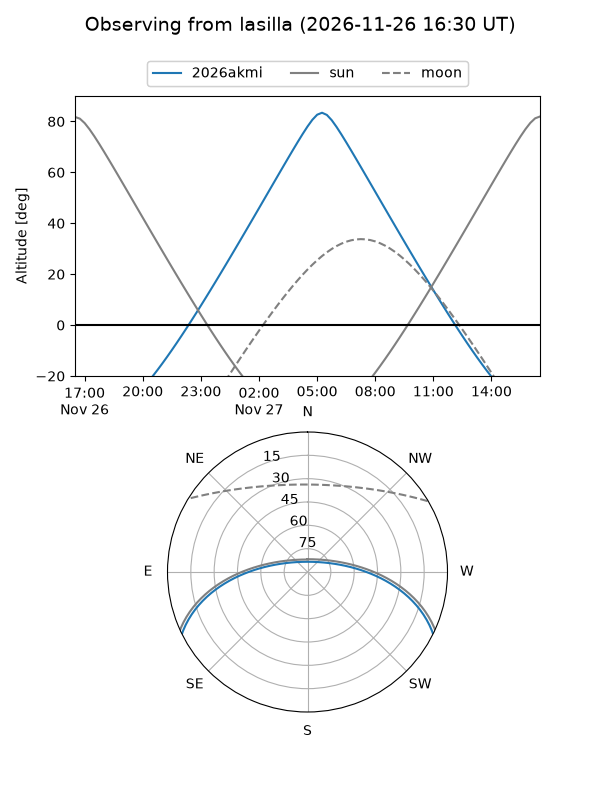 Observing from lasilla (2026-11-26 16:30 UT)
2026akmi sun moon
Altitude [deg]
80
60
40
20
0
−20
17:00 20:00 23:00 02:00 05:00 08:00 11:00 14:00
Nov 26 Nov 27
N
NE NW
15
30
45
60
75
E W
SE SW
S